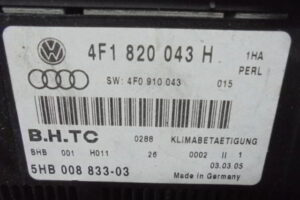 4F1 820 043 H 1HA
PERL
SW: 4F0 910 043 015
B.H.TC 0288 KLIMABETAETIGUNG
BHB 001 H011 26 0002 II 1
5HB 008 833-03 03.03.05
Made in Germany